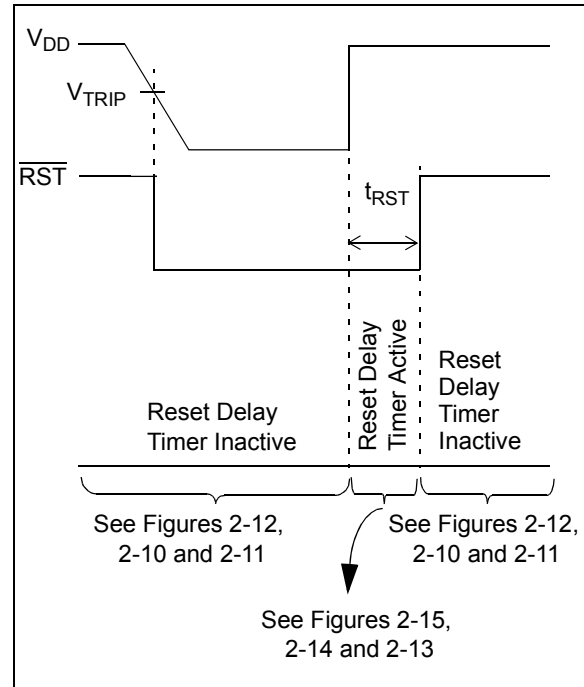 VDD
VTRIP
RST
tRST
Reset Delay
Timer Inactive
Reset Delay
Timer Active
Reset
Delay
Timer
Inactive
See Figures 2-12,
2-10 and 2-11
See Figures 2-12,
2-10 and 2-11
See Figures 2-15,
2-14 and 2-13